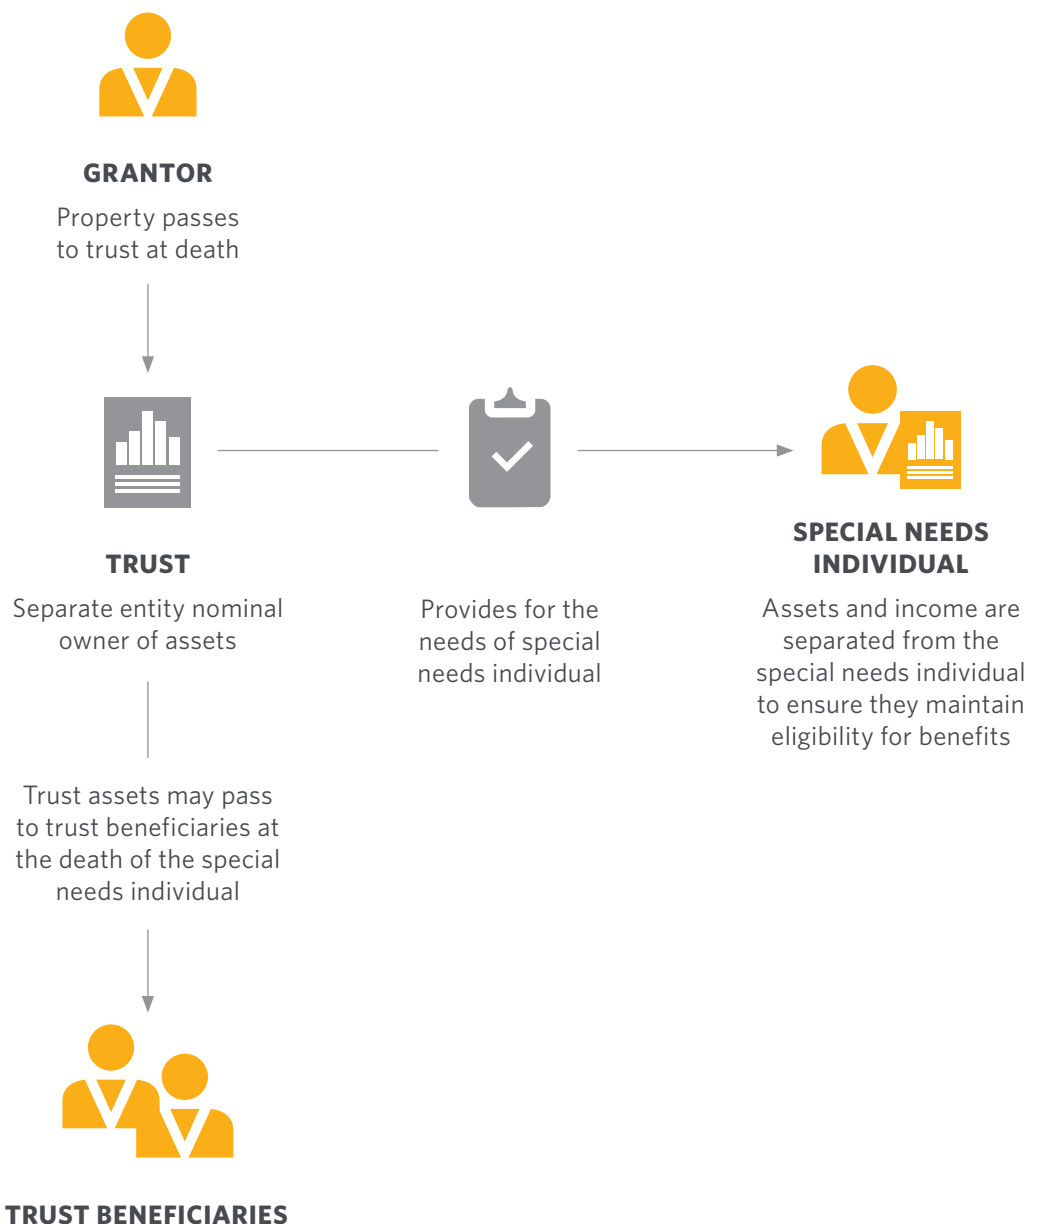 GRANTOR
Property passes
to trust at death
TRUST
Separate entity nominal
owner of assets
Provides for the
needs of special
needs individual
SPECIAL NEEDS
INDIVIDUAL
Assets and income are
separated from the
special needs individual
to ensure they maintain
eligibility for benefits
Trust assets may pass
to trust beneficiaries at
the death of the special
needs individual
TRUST BENEFICIARIES